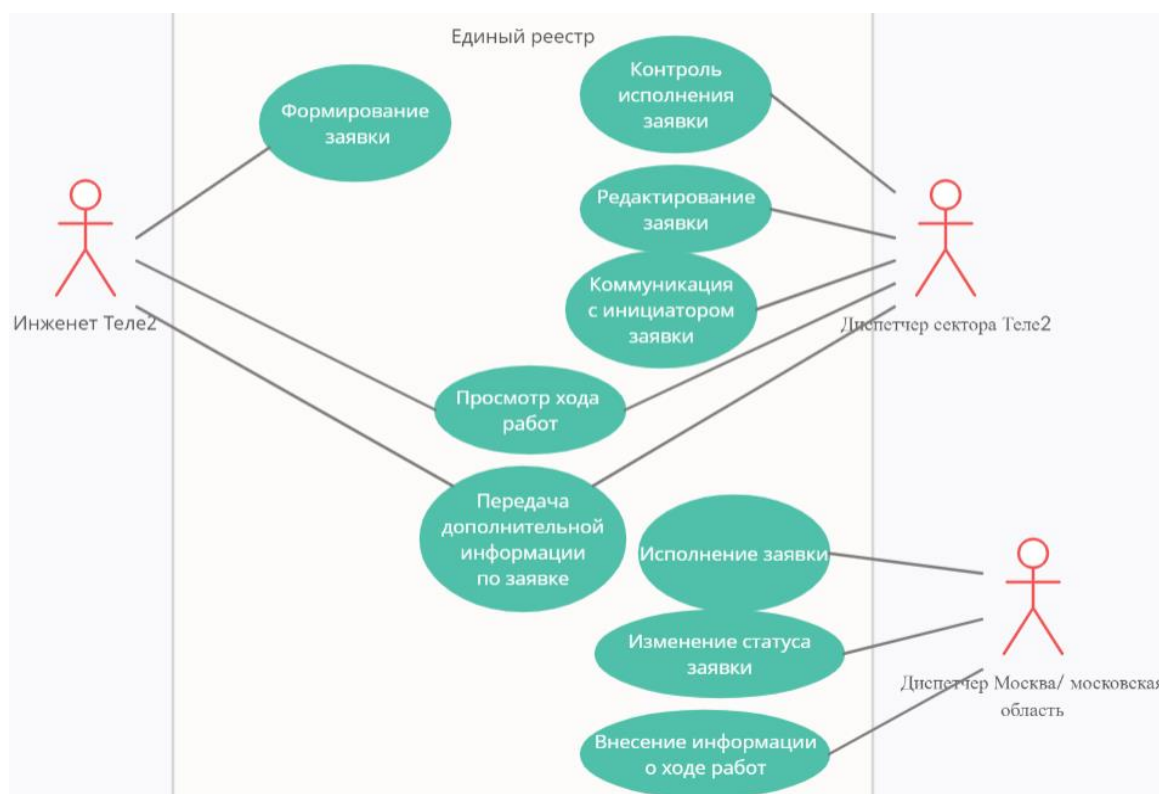 Единый реестр
Формирование
заявки
Контроль
исполнения
заявки
Редактирование
заявки
Коммуникация
с инициатором
заявки
Инженет Теле2
Диспетчер сектора Теле2
Просмотр хода
работ
Передача
дополнительной
информации
по заявке
Исполнение заявки
Изменение статуса
заявки
Диспетчер Москва/ московская
область
Внесение информации
о ходе работ